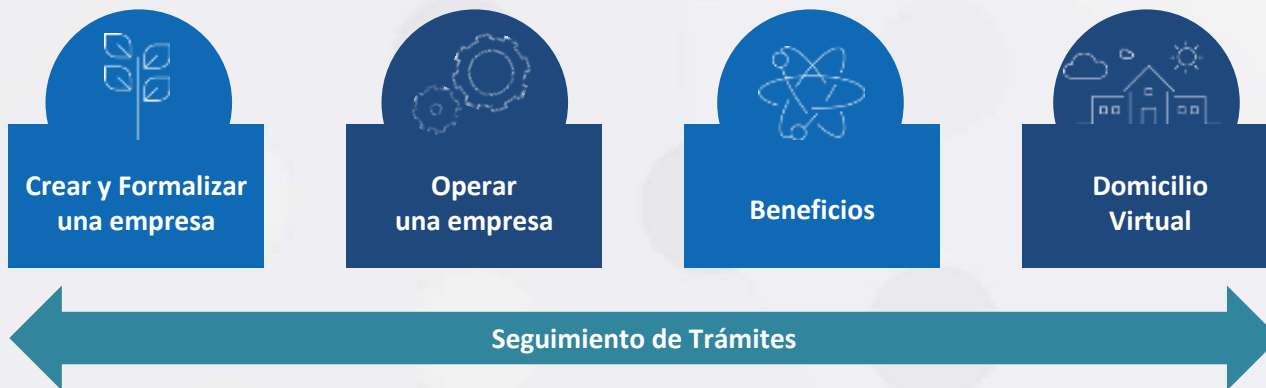 Crear y Formalizar
una empresa
Operar
una empresa
Beneficios
Domicilio
Virtual
Seguimiento de Trámites